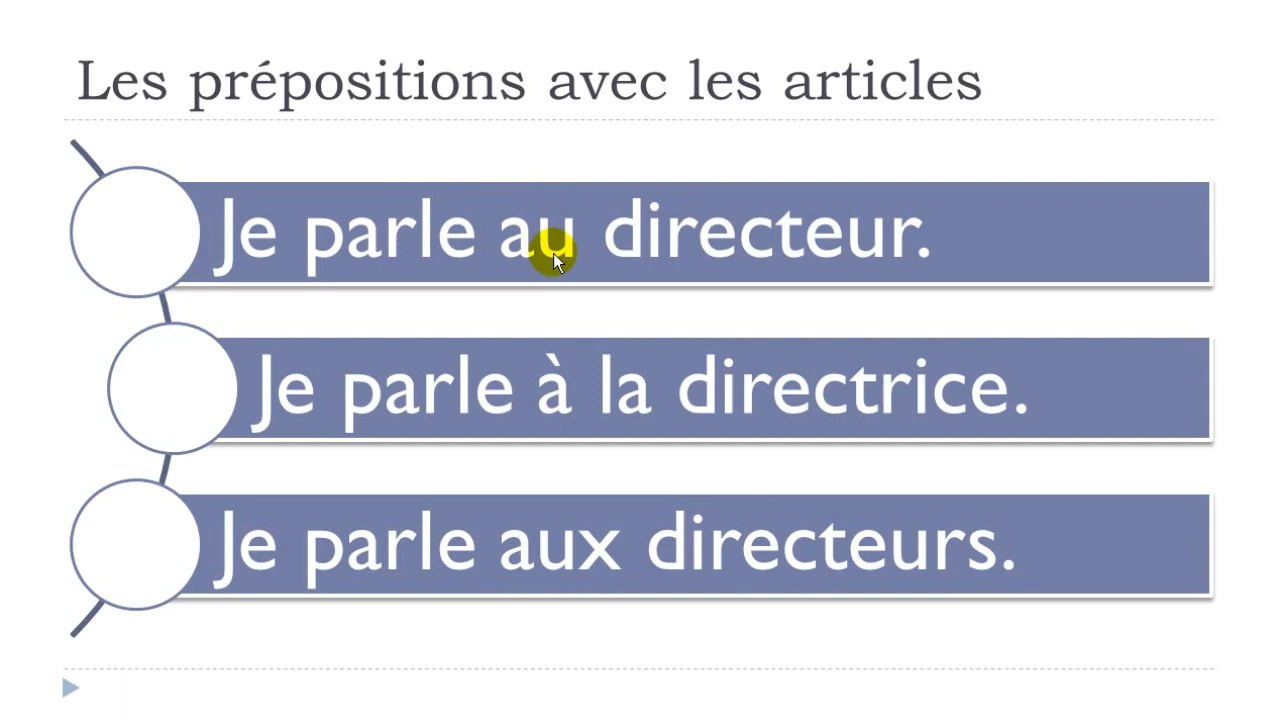 Les prépositions avec les articles
Je parle au directeur.
Je parle à la directrice.
Je parle aux directeurs.